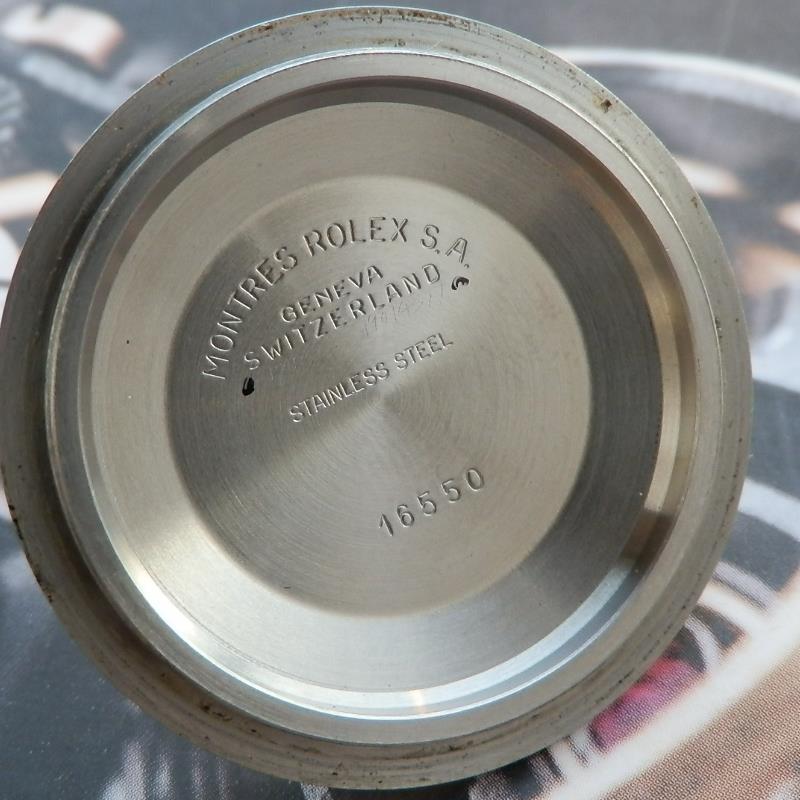 MONTRES ROLEX S.A.
GENEVA
SWITZERLAND
STAINLESS STEEL
16550